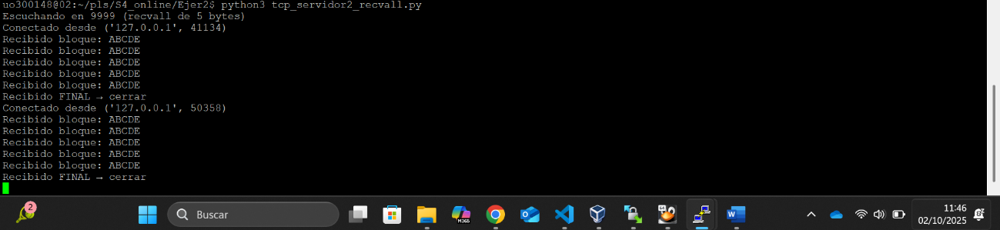 uo300148@02:~/pls/S4_online/Ejer2$ python3 tcp_servidor2_recvall.py
Escuchando en 9999 (recvall de 5 bytes)
Conectado desde ('127.0.0.1', 41134)
Recibido bloque: ABCDE
Recibido bloque: ABCDE
Recibido bloque: ABCDE
Recibido bloque: ABCDE
Recibido bloque: ABCDE
Recibido FINAL → cerrar
Conectado desde ('127.0.0.1', 50358)
Recibido bloque: ABCDE
Recibido bloque: ABCDE
Recibido bloque: ABCDE
Recibido bloque: ABCDE
Recibido bloque: ABCDE
Recibido FINAL → cerrar
2
Buscar
M365
64
11:46
02/10/2025